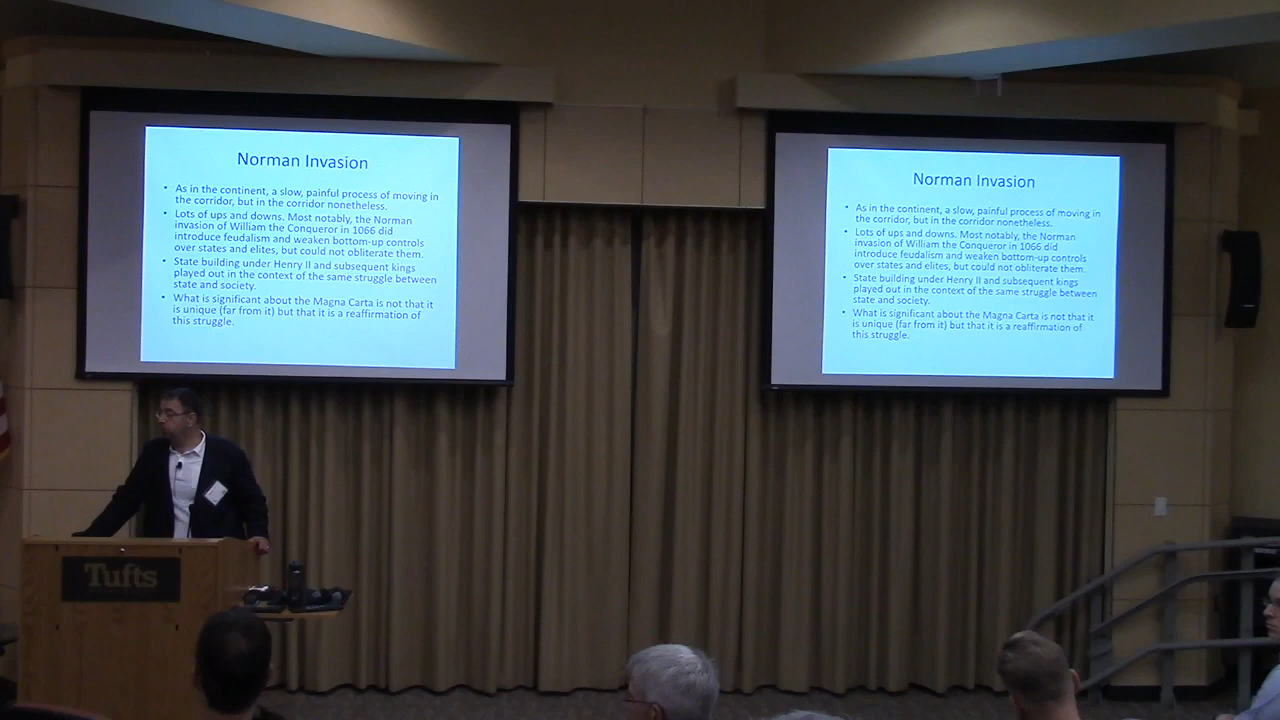 Norman Invasion
• As in the continent, a slow, painful process of moving in
the corridor, but in the corridor nonetheless.
• Lots of ups and downs. Most notably, the Norman
invasion of William the Conqueror in 1066 did
introduce feudalism and weaken bottom-up controls
over states and elites, but could not obliterate them.
• State building under Henry II and subsequent kings
played out in the context of the same struggle between
state and society.
• What is significant about the Magna Carta is not that it
is unique (far from it) but that it is a reaffirmation of
this struggle.
Norman Invasion
• As in the continent, a slow, painful process of moving in
the corridor, but in the corridor nonetheless.
• Lots of ups and downs. Most notably, the Norman
invasion of William the Conqueror in 1066 did
introduce feudalism and weaken bottom-up controls
over states and elites, but could not obliterate them.
• State building under Henry II and subsequent kings
played out in the context of the same struggle between
state and society.
• What is significant about the Magna Carta is not that it
is unique (far from it) but that it is a reaffirmation of
this struggle.
Tufts